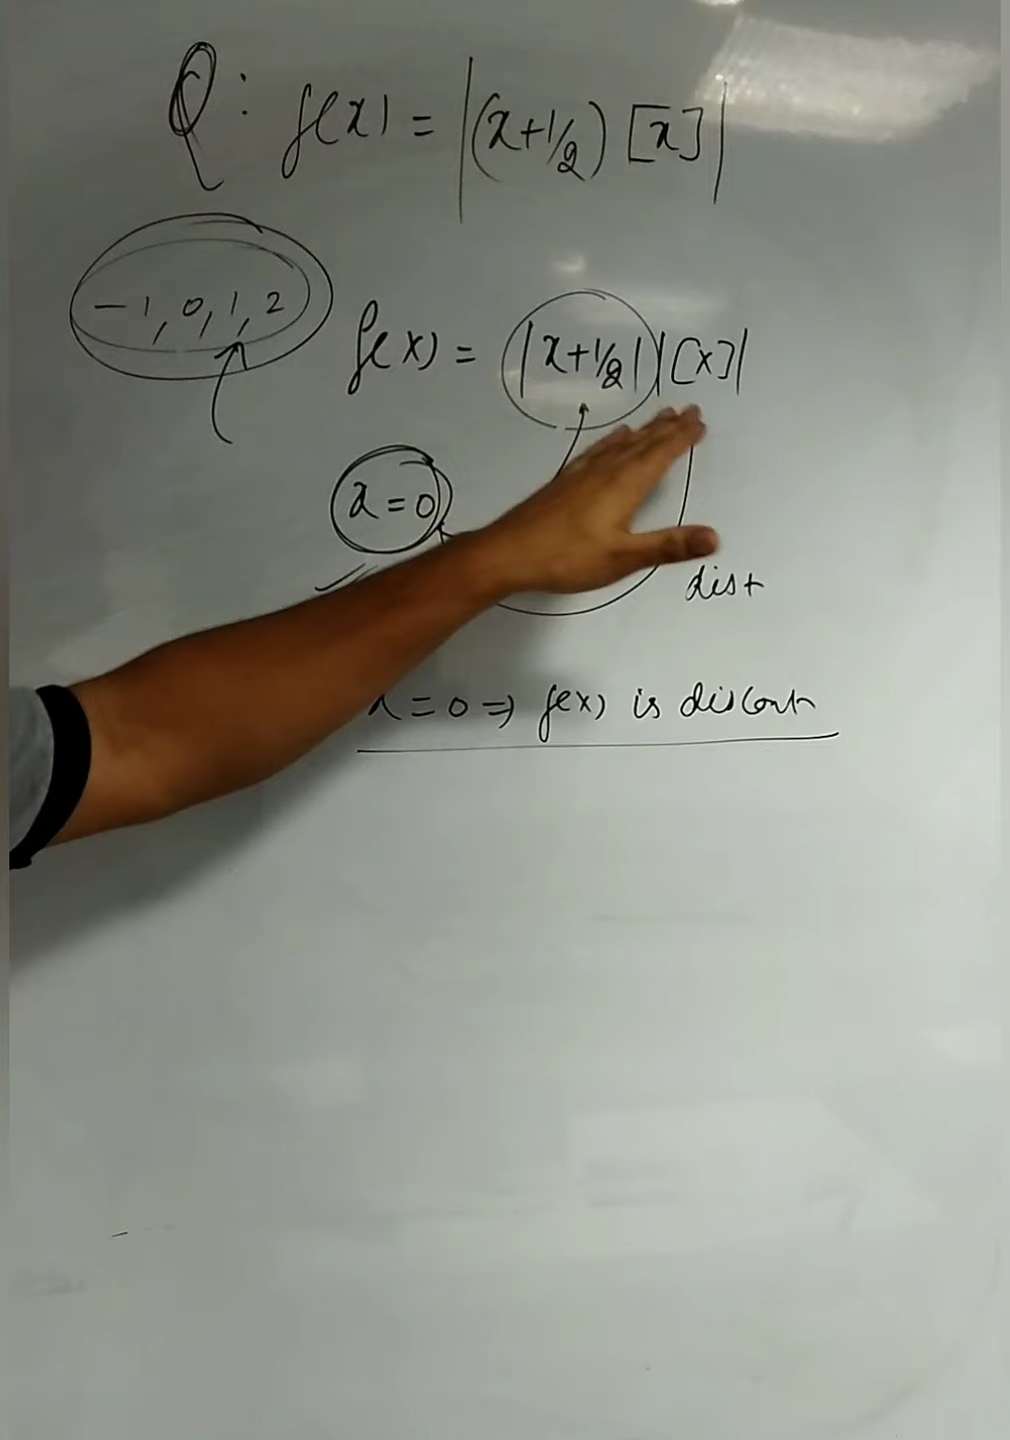 Q: f(x) = |(x+1/2) [x]|
-1, 0, 1, 2
f(x) = |x+1/2| |[x]|
x=0
dist
x=0 => f(x) is discont